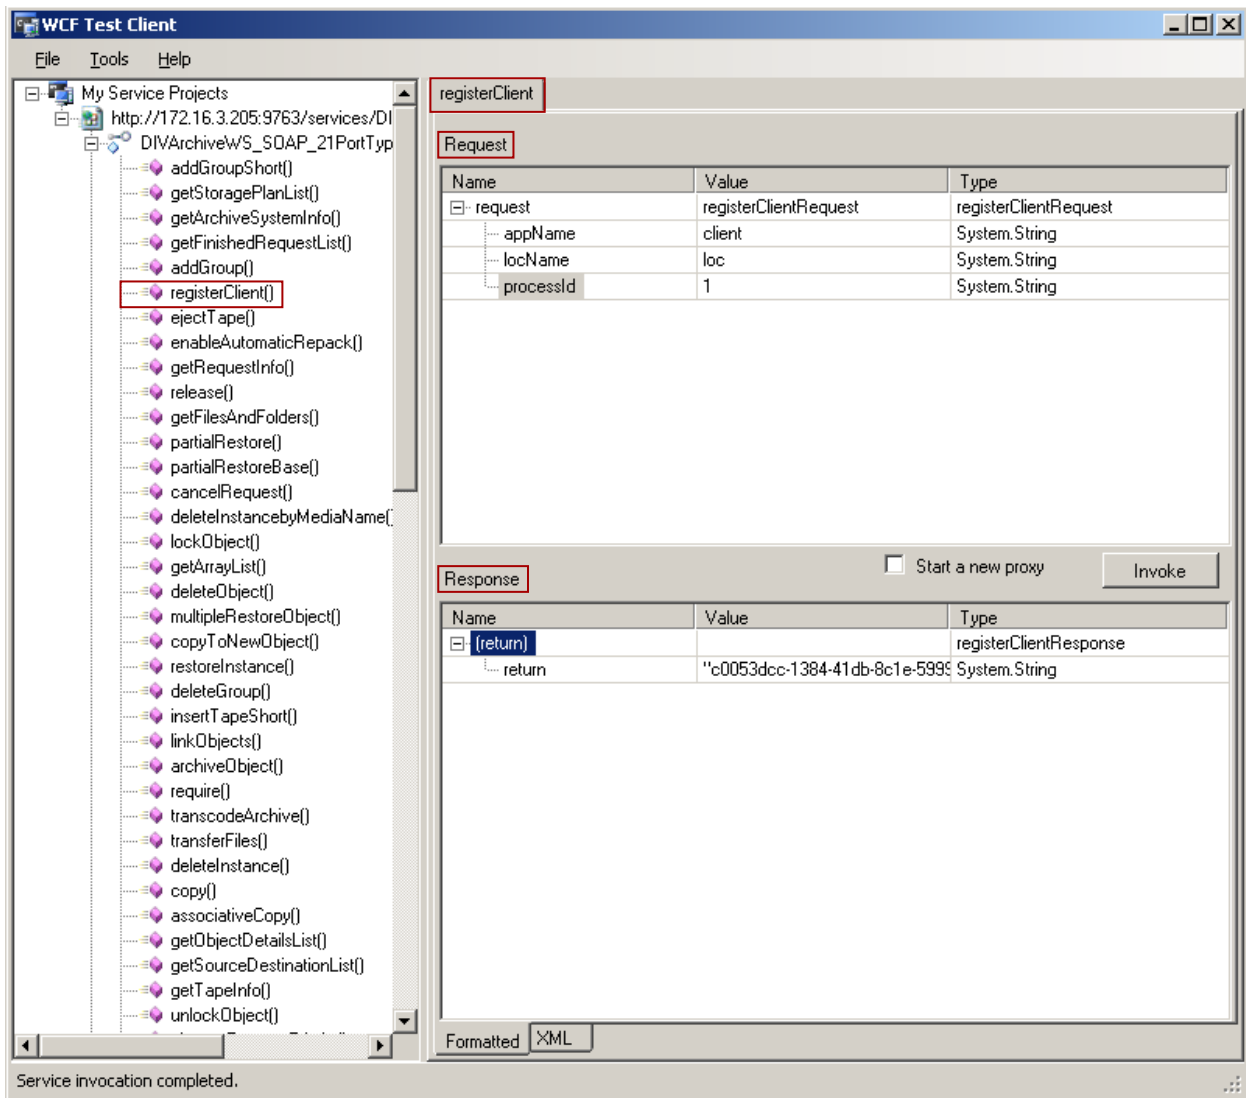 WCF Test Client
File Tools Help
My Service Projects
http://172.16.3.205:9763/services/DI
DIVArchiveWS_SOAP_21PortTyp
addGroupShort()
getStoragePlanList()
getArchiveSystemInfo()
getFinishedRequestList()
addGroup()
registerClient()
ejectTape()
enableAutomaticRepack()
getRequestInfo()
release()
getFilesAndFolders()
partialRestore()
partialRestoreBase()
cancelRequest()
deleteInstancebyMediaName(
lockObject()
getArrayList()
deleteObject()
multipleRestoreObject()
copyToNewObject()
restoreInstance()
deleteGroup()
insertTapeShort()
linkObjects()
archiveObject()
require()
transcodeArchive()
transferFiles()
deleteInstance()
copy()
associativeCopy()
getObjectDetailsList()
getSourceDestinationList()
getTapeInfo()
unlockObject()
registerClient
Request
Name Value Type
request registerClientRequest registerClientRequest
appName client System.String
locName loc System.String
processId 1 System.String
Start a new proxy Invoke
Response
Name Value Type
(return) registerClientResponse
return "c0053dcc-1384-41db-8c1e-5999 System.String
Formatted XML
Service invocation completed.